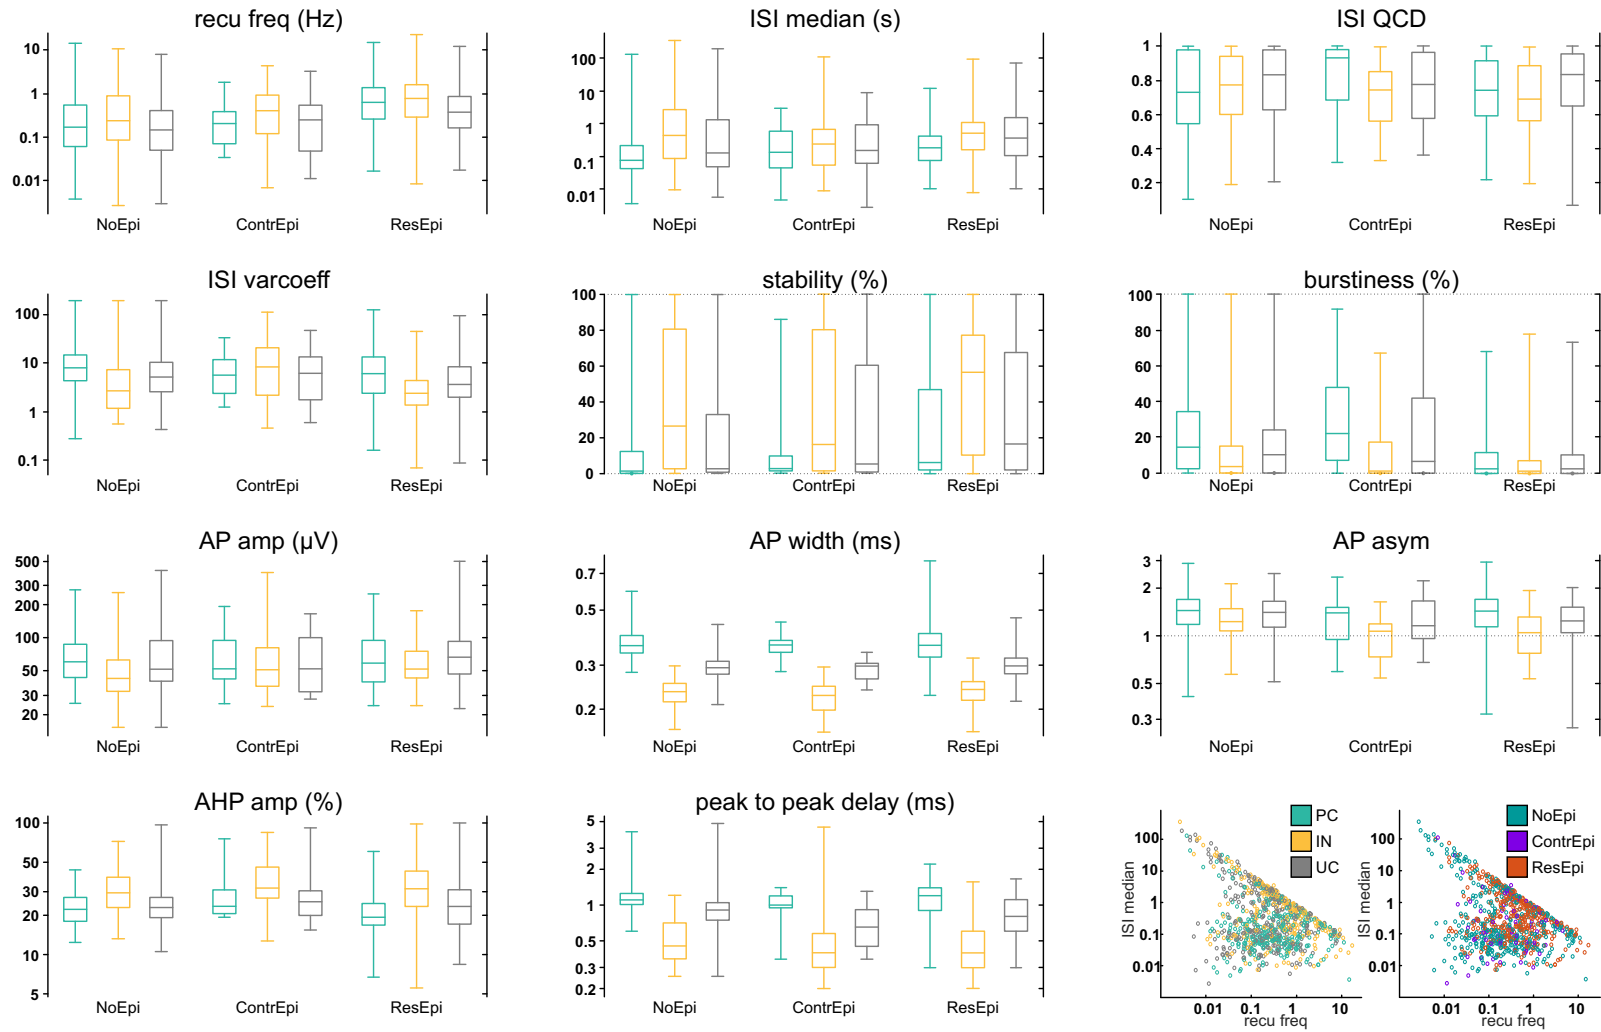 recu freq (Hz)
10
1
0.1
0.01
NoEpi ContrEpi ResEpi
ISI median (s)
100
10
1
0.1
0.01
NoEpi ContrEpi ResEpi
ISI QCD
1
0.8
0.6
0.4
0.2
NoEpi ContrEpi ResEpi
ISI varcoeff
100
10
1
0.1
NoEpi ContrEpi ResEpi
stability (%)
100
80
60
40
20
0
NoEpi ContrEpi ResEpi
burstiness (%)
100
80
60
40
20
0
NoEpi ContrEpi ResEpi
AP amp (µV)
500
300
200
100
50
30
20
NoEpi ContrEpi ResEpi
AP width (ms)
0.7
0.5
0.3
0.2
NoEpi ContrEpi ResEpi
AP asym
3
2
1
0.5
0.3
NoEpi ContrEpi ResEpi
AHP amp (%)
100
50
30
20
10
5
NoEpi ContrEpi ResEpi
peak to peak delay (ms)
5
3
2
1
0.5
0.3
0.2
NoEpi ContrEpi ResEpi
PC
IN
UC
ISI median
100
10
1
0.1
0.01
0.01 0.1 1 10
recu freq
NoEpi
ContrEpi
ResEpi
ISI median
100
10
1
0.1
0.01
0.01 0.1 1 10
recu freq